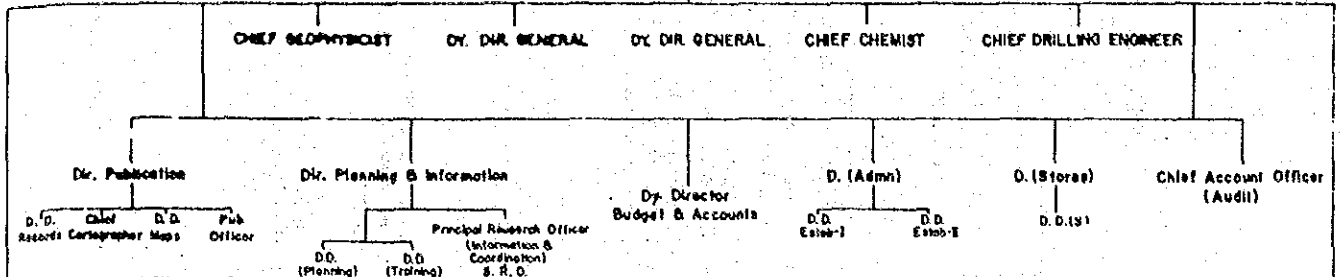 CHIEF GEOPHYSICIST DY. DIR. GENERAL DY. DIR. GENERAL CHIEF CHEMIST CHIEF DRILLING ENGINEER
Dir. Publication
Dir. Planning & Information
Dy. Director
Budget & Accounts
D. (Admn)
D. (Stores)
Chief Account Officer
(Audit)
D. D.
Records
Chief
Cartographer
D. D.
Maps
Pub
Officer
Principal Research Officer
(Information &
Coordination)
S. R. O.
D.D.
(Planning)
D.D
(Training)
D.D.
Estab-I
D.D.
Estab-II
D. D.(S)